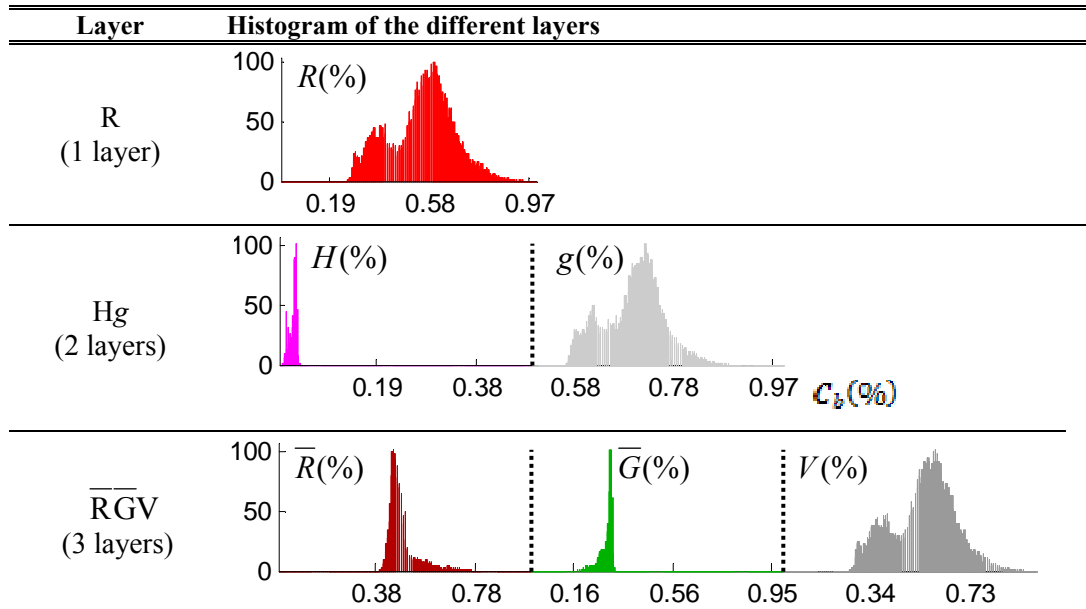 Layer Histogram of the different layers
R
(1 layer)
R(%)
100
50
0
0.19 0.58 0.97
Hg
(2 layers)
H(%) g(%)
100
50
0
0.19 0.38 0.58 0.78 0.97 C_b(%)
R̅G̅V
(3 layers)
R̅(%) G̅(%) V(%)
100
50
0
0.38 0.78 0.16 0.56 0.95 0.34 0.73